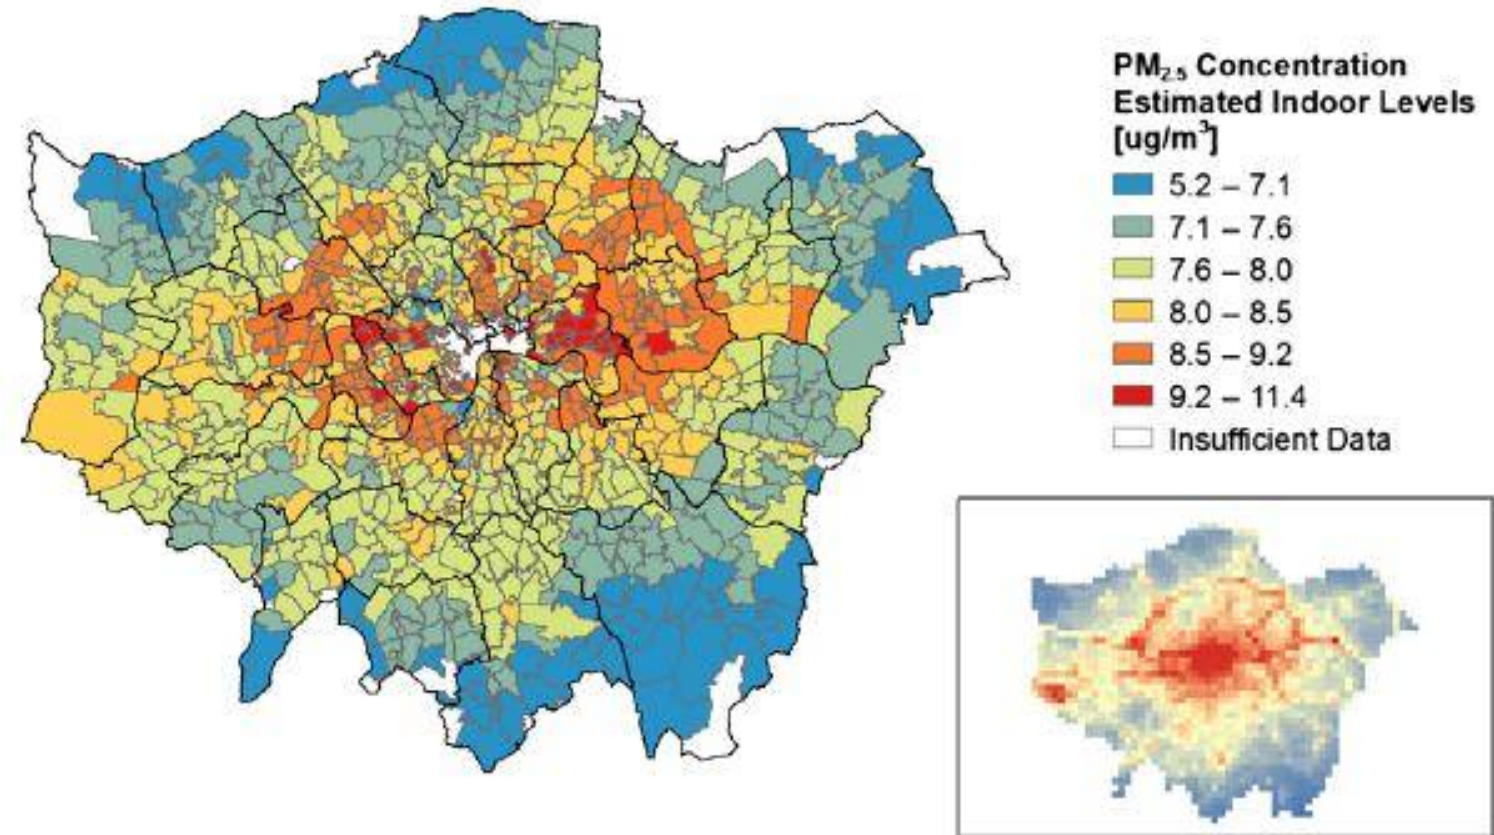 PM₂.₅ Concentration
Estimated Indoor Levels
[ug/m³]
5.2 – 7.1
7.1 – 7.6
7.6 – 8.0
8.0 – 8.5
8.5 – 9.2
9.2 – 11.4
Insufficient Data